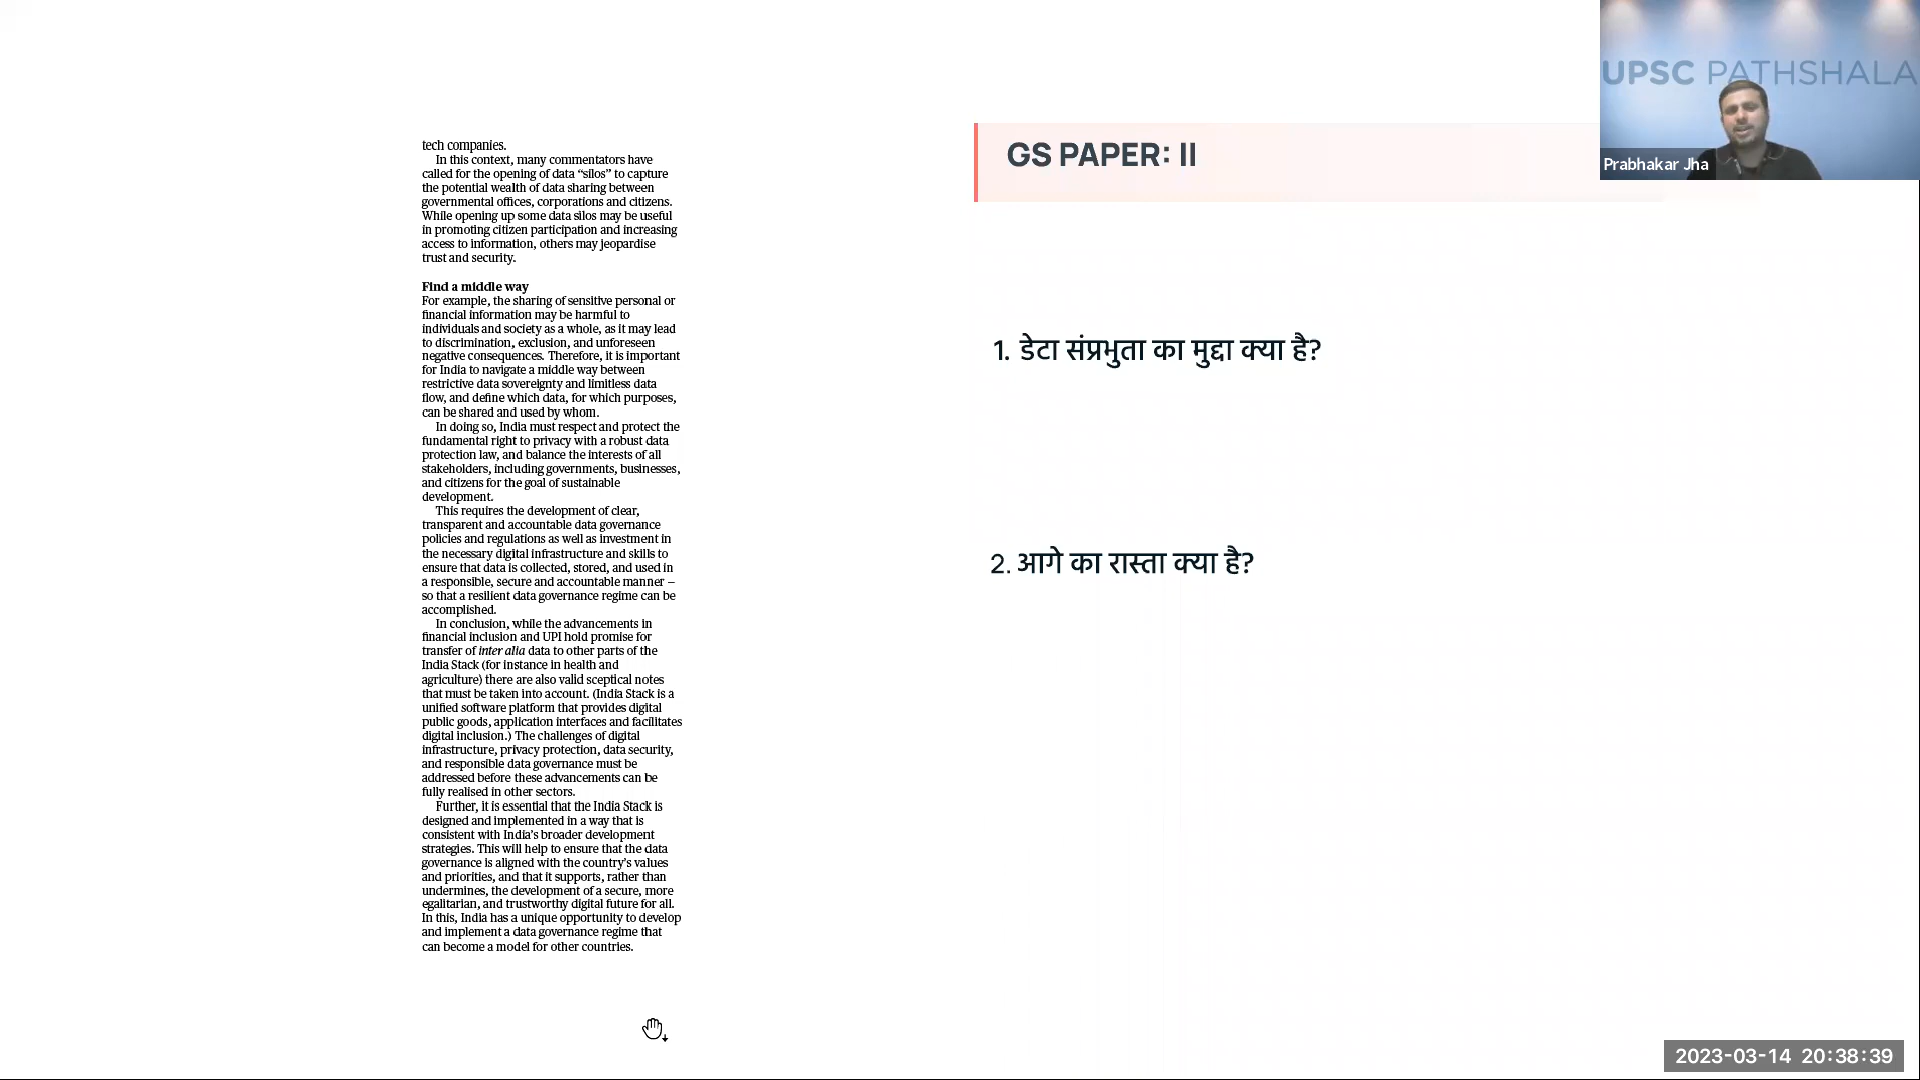 tech companies.
In this context, many commentators have
called for the opening of data “silos” to capture
the potential wealth of data sharing between
governmental offices, corporations and citizens.
While opening up some data silos may be useful
in promoting citizen participation and increasing
access to information, others may jeopardise
trust and security.
Find a middle way
For example, the sharing of sensitive personal or
financial information may be harmful to
individuals and society as a whole, as it may lead
to discrimination, exclusion, and unforeseen
negative consequences. Therefore, it is important
for India to navigate a middle way between
restrictive data sovereignty and limitless data
flow, and define which data, for which purposes,
can be shared and used by whom.
In doing so, India must respect and protect the
fundamental right to privacy with a robust data
protection law, and balance the interests of all
stakeholders, including governments, businesses,
and citizens for the goal of sustainable
development.
This requires the development of clear,
transparent and accountable data governance
policies and regulations as well as investment in
the necessary digital infrastructure and skills to
ensure that data is collected, stored, and used in
a responsible, secure and accountable manner —
so that a resilient data governance regime can be
accomplished.
In conclusion, while the advancements in
financial inclusion and UPI hold promise for
transfer of inter alia data to other parts of the
India Stack (for instance in health and
agriculture) there are also valid sceptical notes
that must be taken into account. (India Stack is a
unified software platform that provides digital
public goods, application interfaces and facilitates
digital inclusion.) The challenges of digital
infrastructure, privacy protection, data security,
and responsible data governance must be
addressed before these advancements can be
fully realised in other sectors.
Further, it is essential that the India Stack is
designed and implemented in a way that is
consistent with India’s broader development
strategies. This will help to ensure that the data
governance is aligned with the country’s values
and priorities, and that it supports, rather than
undermines, the development of a secure, more
egalitarian, and trustworthy digital future for all.
In this, India has a unique opportunity to develop
and implement a data governance regime that
can become a model for other countries.
GS PAPER: II
1. डेटा संप्रभुता का मुद्दा क्या है?
2. आगे का रास्ता क्या है?
UPSC PATHSHALA
Prabhakar Jha
2023-03-14 20:38:39